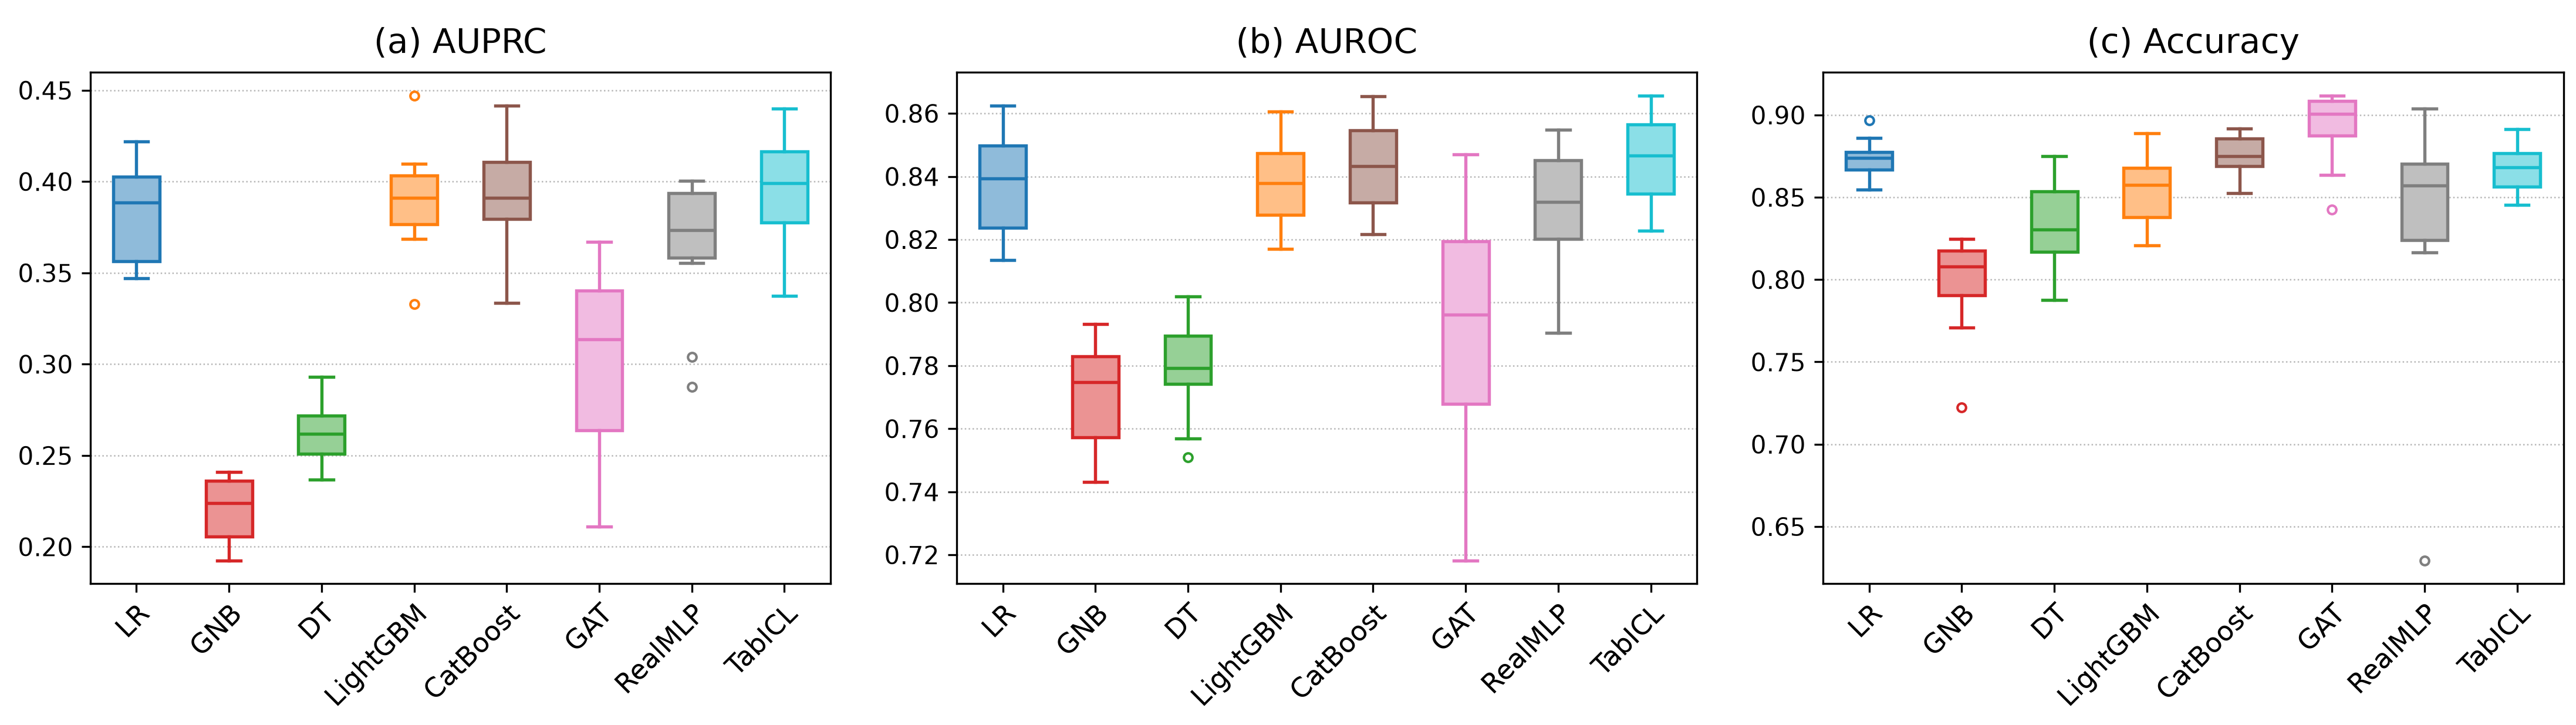 (a) AUPRC
0.45
0.40
0.35
0.30
0.25
0.20
LR
GNB
DT
LightGBM
CatBoost
GAT
RealMLP
TabICL
(b) AUROC
0.86
0.84
0.82
0.80
0.78
0.76
0.74
0.72
LR
GNB
DT
LightGBM
CatBoost
GAT
RealMLP
TabICL
(c) Accuracy
0.90
0.85
0.80
0.75
0.70
0.65
LR
GNB
DT
LightGBM
CatBoost
GAT
RealMLP
TabICL